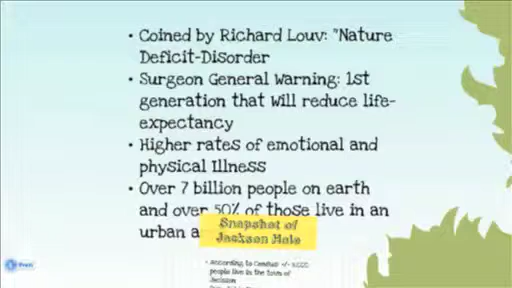 • Coined by Richard Louv: "Nature
Deficit-Disorder
• Surgeon General Warning: 1st
generation that will reduce life-
expectancy
• Higher rates of emotional and
physical Illness
• Over 7 billion people on earth
and over 50% of those live in an
urban a
Snapshot of
Jackson Hole
• According to Conduit +/-
people live in the town of
Jackson
Prezi